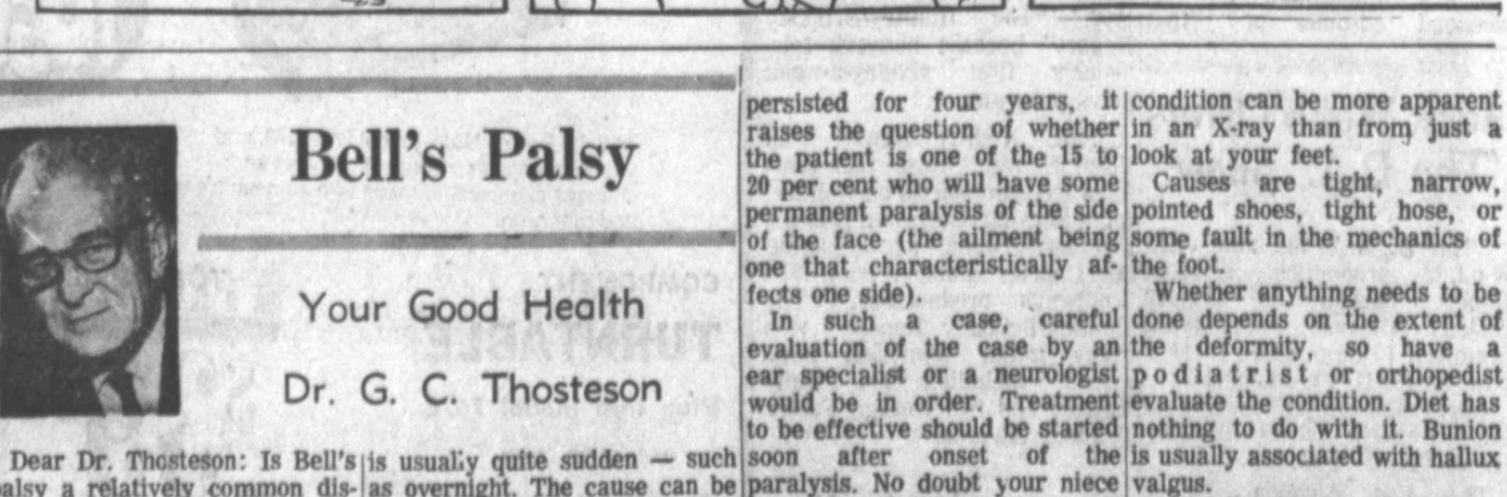 Bell's Palsy
Your Good Health
Dr. G. C. Thosteson
Dear Dr. Thosteson: Is Bell's
palsy a relatively common dis-
is usually quite sudden — such
as overnight. The cause can be
persisted for four years, it
raises the question of whether
the patient is one of the 15 to
20 per cent who will have some
permanent paralysis of the side
of the face (the ailment being
one that characteristically af-
fects one side).
In such a case, careful
evaluation of the case by an
ear specialist or a neurologist
would be in order. Treatment
to be effective should be started
soon after onset of the
paralysis. No doubt your niece
condition can be more apparent
in an X-ray than from just a
look at your feet.
Causes are tight, narrow,
pointed shoes, tight hose, or
some fault in the mechanics of
the foot.
Whether anything needs to be
done depends on the extent of
the deformity, so have a
podiatrist or orthopedist
evaluate the condition. Diet has
nothing to do with it. Bunion
is usually associated with hallux
valgus.